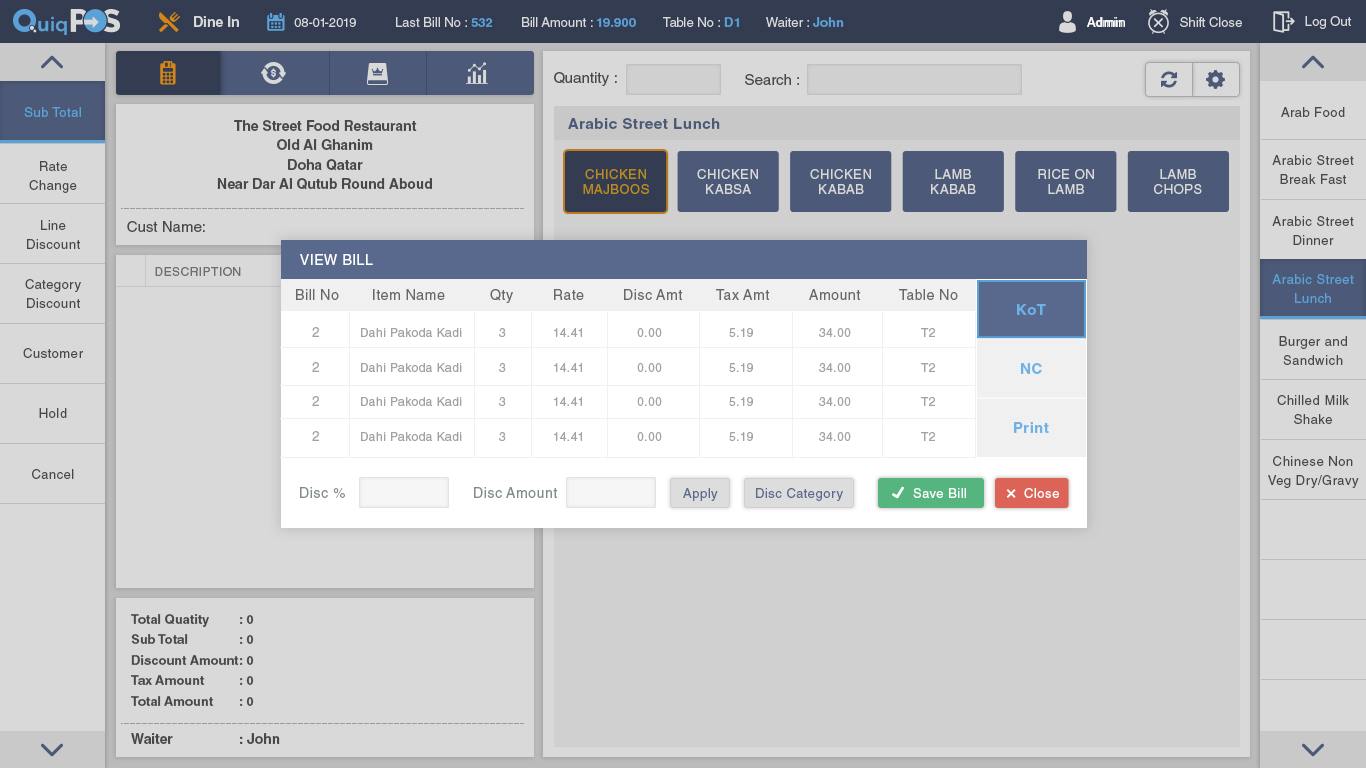 QuiqPOS
Dine In
08-01-2019
Last Bill No : 532
Bill Amount : 19.900
Table No : D1
Waiter : John
Admin
Shift Close
Log Out
Sub Total
Rate
Change
Line
Discount
Category
Discount
Customer
Hold
Cancel
The Street Food Restaurant
Old Al Ghanim
Doha Qatar
Near Dar Al Qutub Round Aboud
Cust Name:
DESCRIPTION
Quantity :
Search :
Arabic Street Lunch
CHICKEN
MAJBOOS
CHICKEN
KABSA
CHICKEN
KABAB
LAMB
KABAB
RICE ON
LAMB
LAMB
CHOPS
VIEW BILL
Bill No Item Name Qty Rate Disc Amt Tax Amt Amount Table No
2 Dahi Pakoda Kadi 3 14.41 0.00 5.19 34.00 T2
2 Dahi Pakoda Kadi 3 14.41 0.00 5.19 34.00 T2
2 Dahi Pakoda Kadi 3 14.41 0.00 5.19 34.00 T2
2 Dahi Pakoda Kadi 3 14.41 0.00 5.19 34.00 T2
KoT
NC
Print
Disc %
Disc Amount
Apply
Disc Category
Save Bill
Close
Total Quatity : 0
Sub Total : 0
Discount Amount: 0
Tax Amount : 0
Total Amount : 0
Waiter : John
Arab Food
Arabic Street
Break Fast
Arabic Street
Dinner
Arabic Street
Lunch
Burger and
Sandwich
Chilled Milk
Shake
Chinese Non
Veg Dry/Gravy